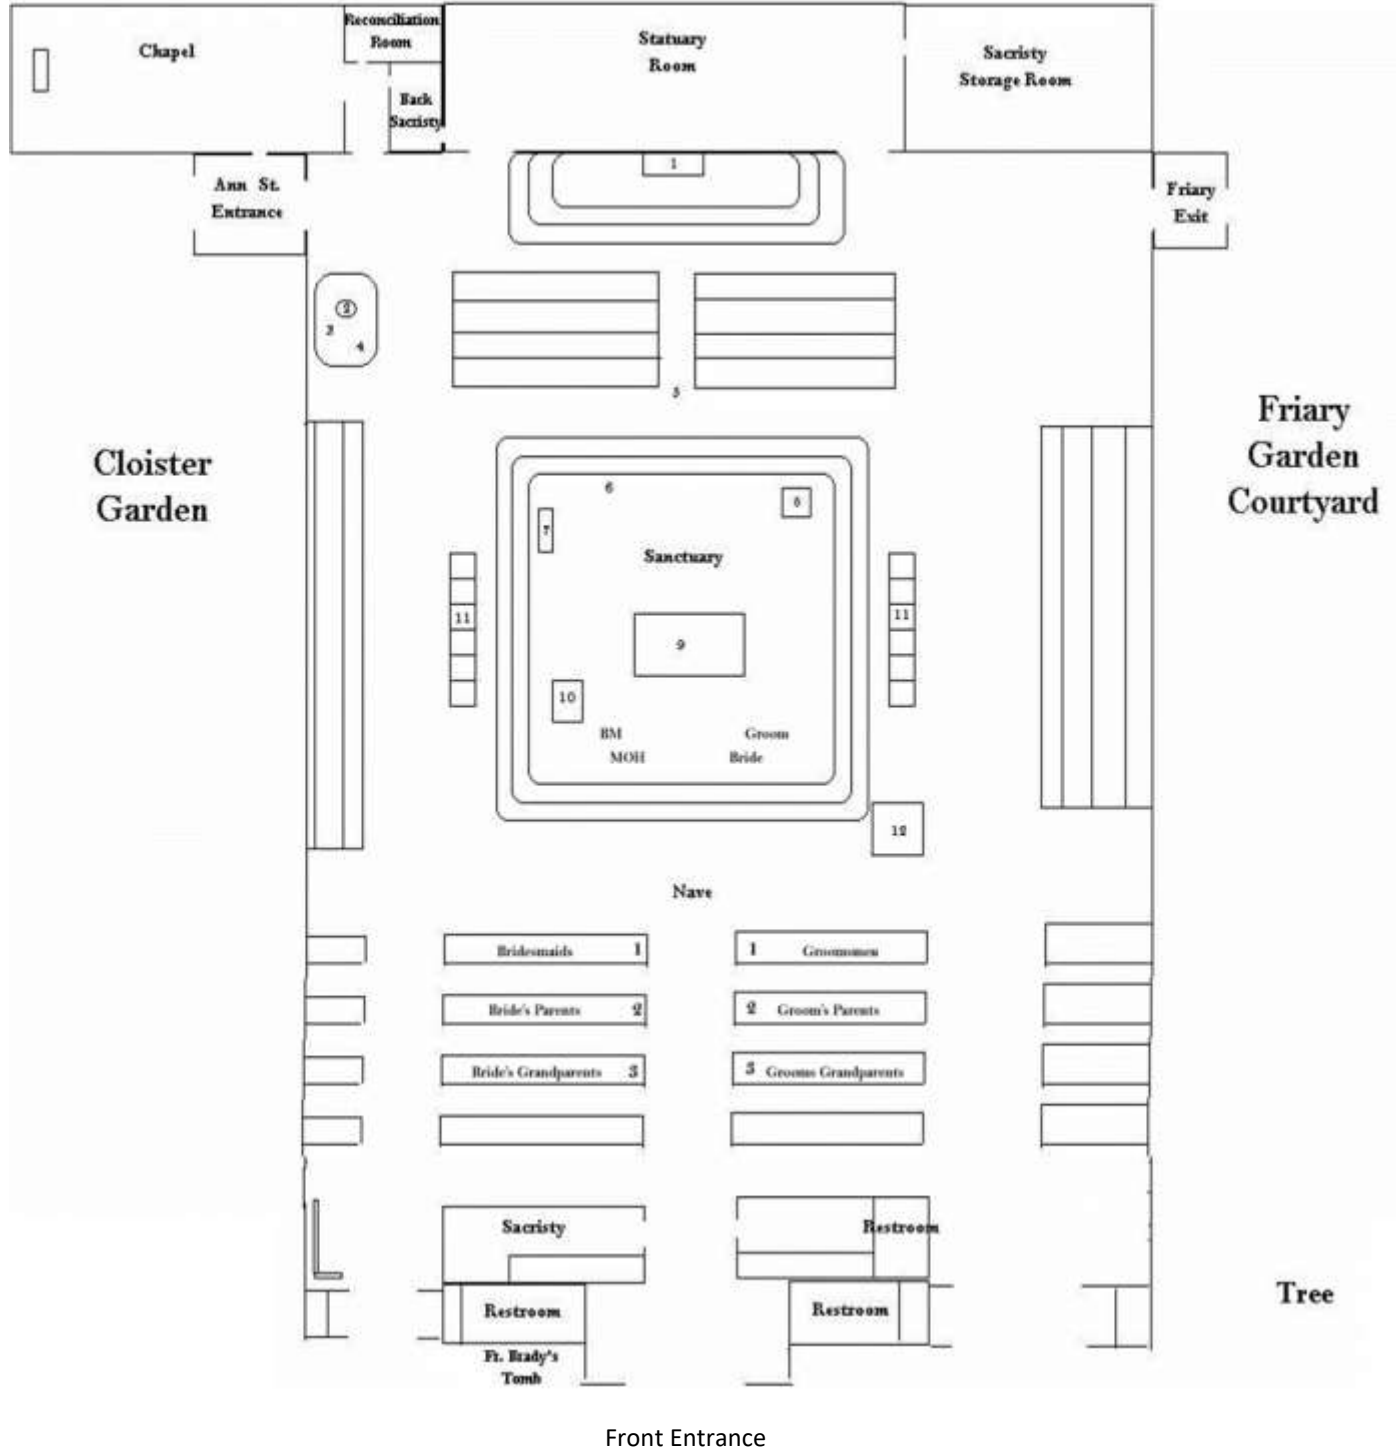 Reconciliation
Room
Chapel
Statuary
Room
Sacristy
Storage Room
Back
Sacristy
1
Ann St.
Entrance
Friary
Exit
2
3
4
5
Cloister
Garden
Friary
Garden
Courtyard
6
8
7
Sanctuary
11
11
9
10
BM
Groom
MOH
Bride
12
Nave
Bridesmaids 1
1 Groomsmen
Bride's Parents 2
2 Groom's Parents
Bride's Grandparents 3
3 Grooms Grandparents
Sacristy
Restroom
Restroom
Restroom
Tree
Fr. Brady's
Tomb
Front Entrance